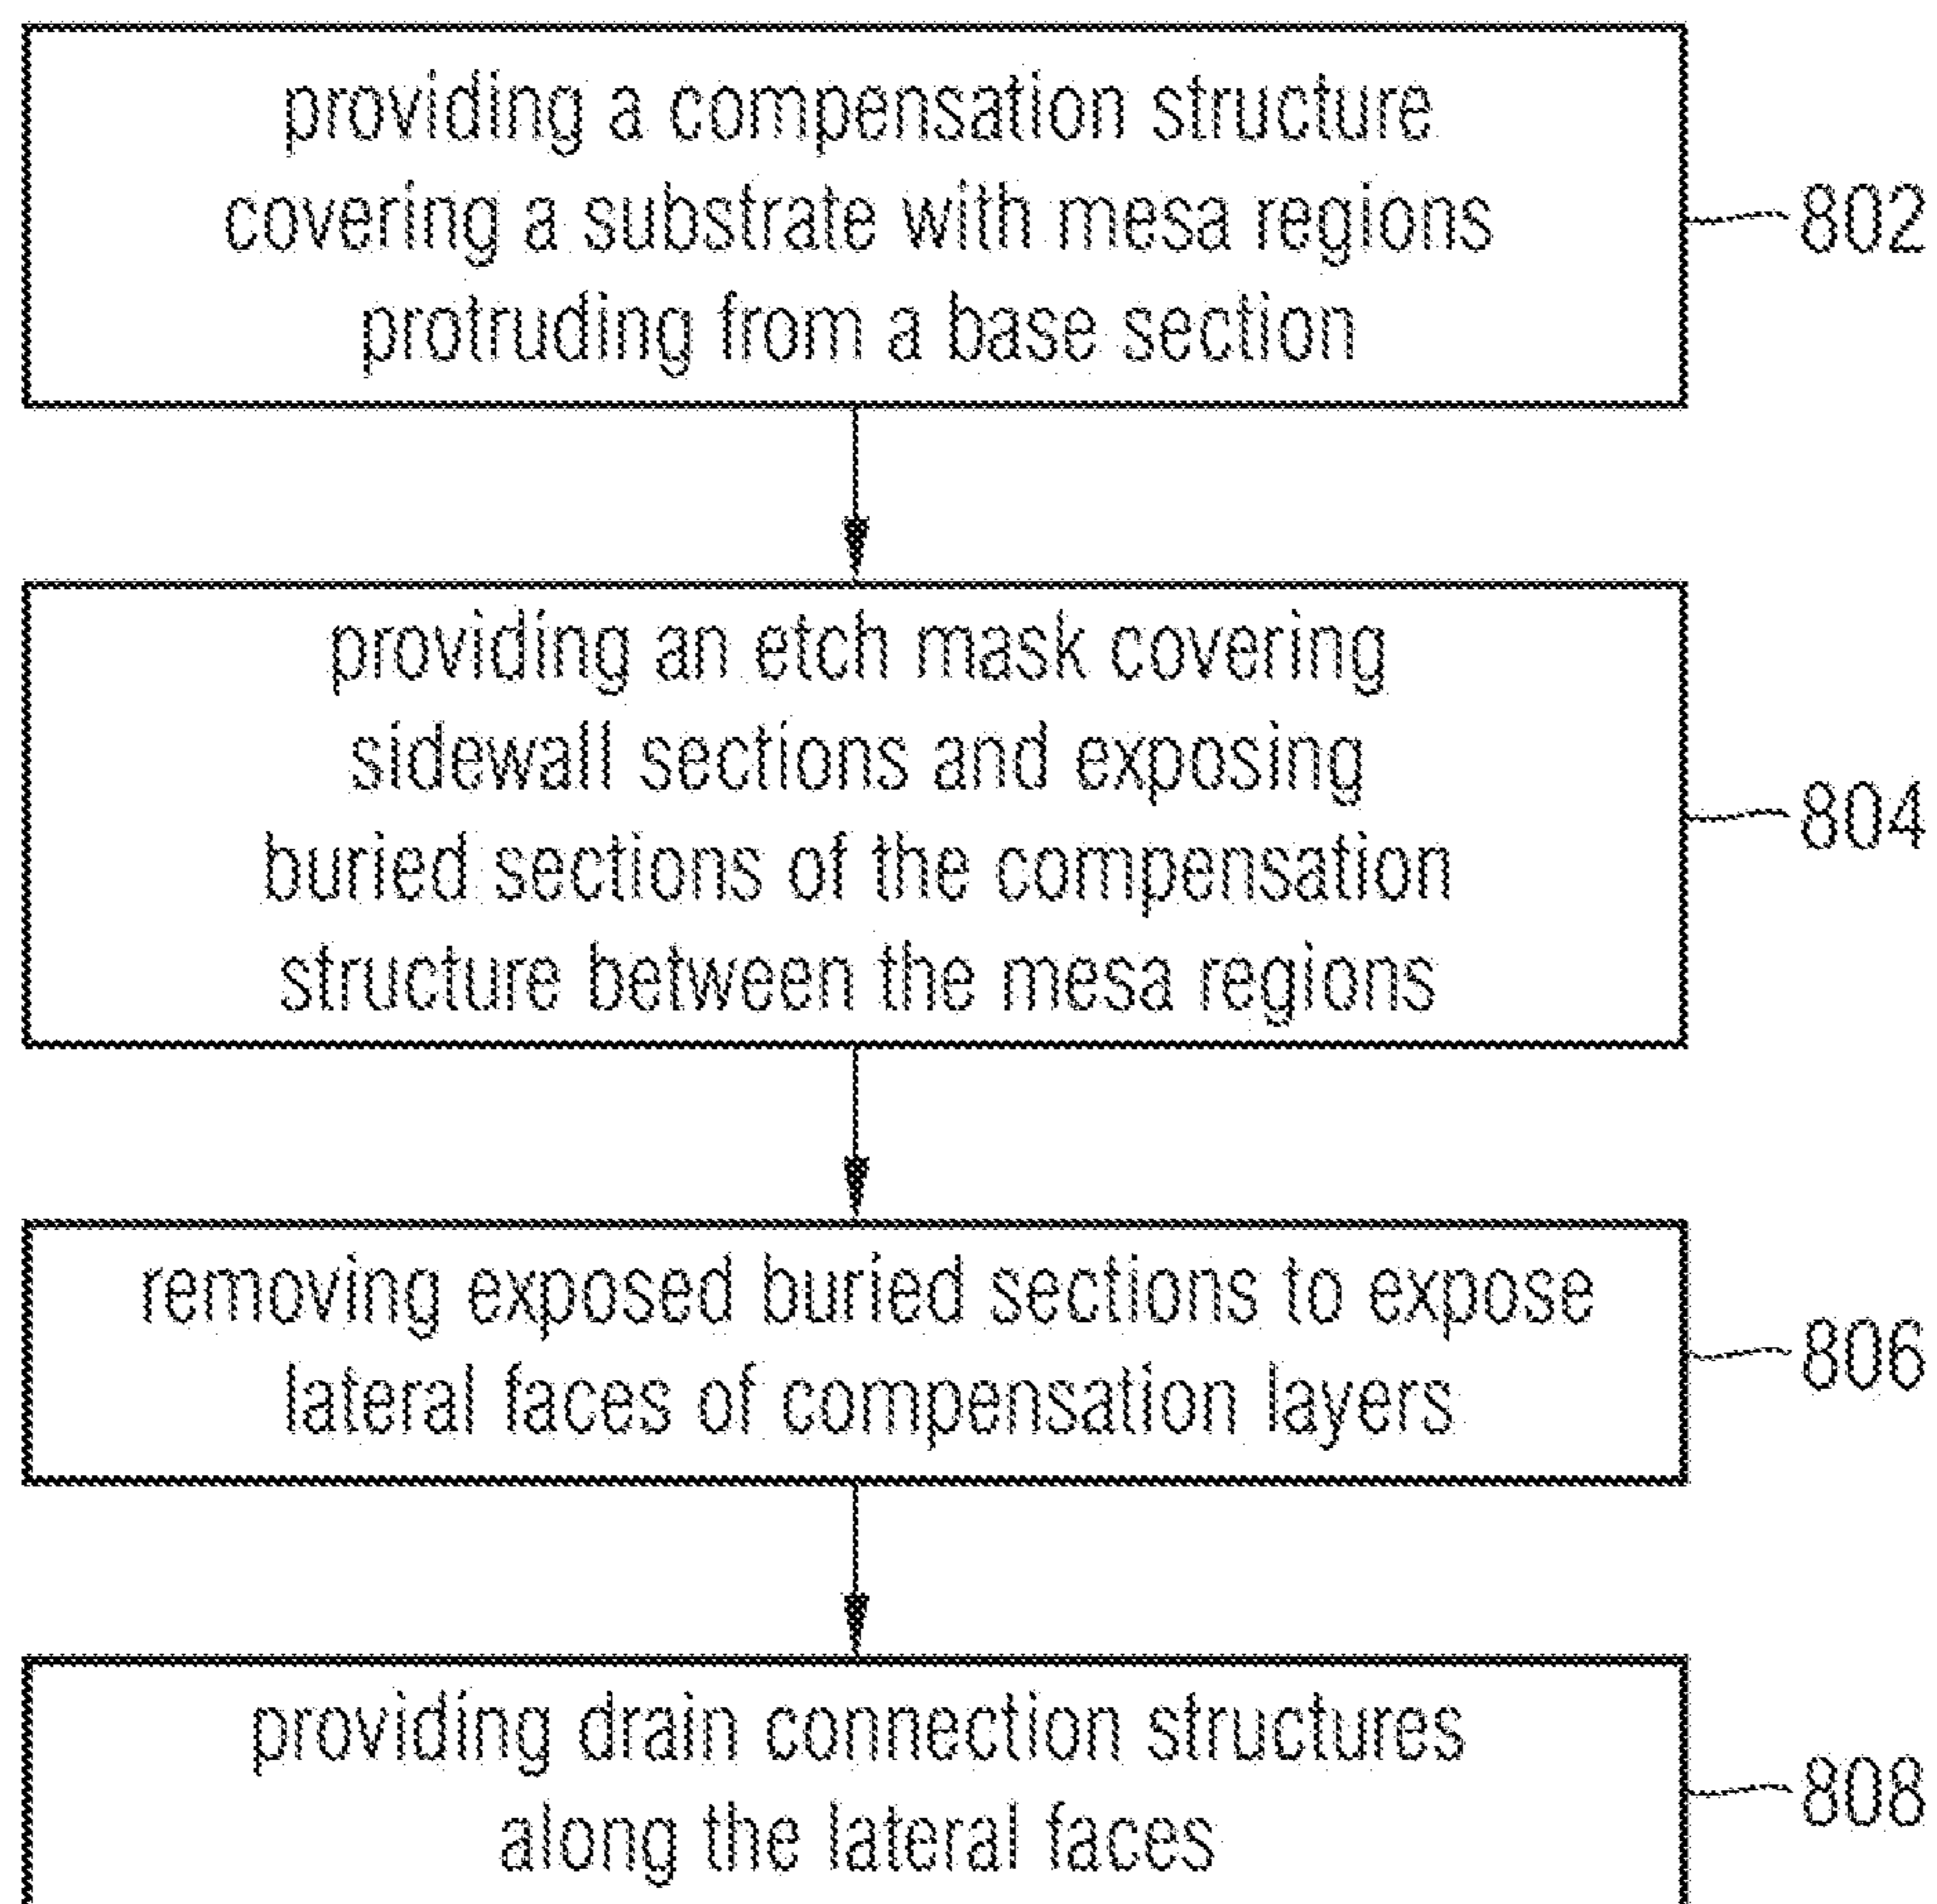 providing a compensation structure
covering a substrate with mesa regions
protruding from a base section
802
providing an etch mask covering
sidewall sections and exposing
buried sections of the compensation
structure between the mesa regions
804
removing exposed buried sections to expose
lateral faces of compensation layers
806
providing drain connection structures
along the lateral faces
808